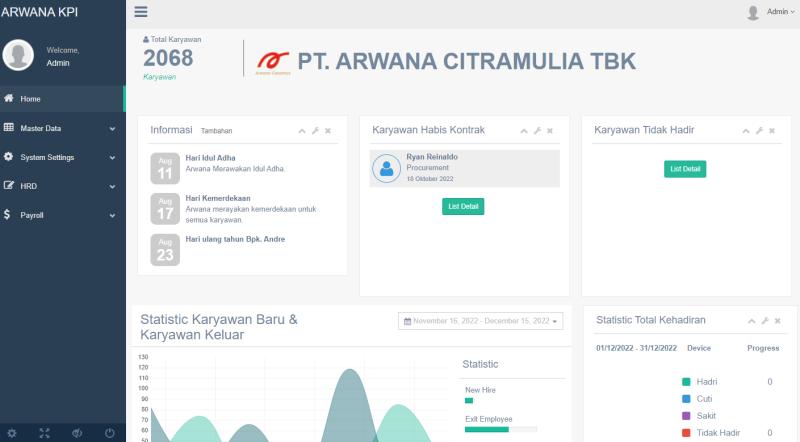 ARWANA KPI
Admin
Welcome,
Admin
Home
Master Data
System Settings
HRD
Payroll
Total Karyawan
2068
Karyawan
PT. ARWANA CITRAMULIA TBK
Informasi Tambahan
Aug
11
Hari Idul Adha
Arwana Merawakan Idul Adha.
Aug
17
Hari Kemerdekaan
Arwana merayakan kemerdekaan untuk
semua karyawan.
Aug
23
Hari ulang tahun Bpk. Andre
Karyawan Habis Kontrak
Ryan Reinaldo
Procurement
18 Oktober 2022
List Detail
Karyawan Tidak Hadir
List Detail
Statistic Karyawan Baru &
Karyawan Keluar
November 16, 2022 - December 15, 2022
130
120
110
100
90
80
70
60
50
Statistic
New Hire
Exit Employee
Statistic Total Kehadiran
01/12/2022 - 31/12/2022 Device Progress
Hadri 0
Cuti
Sakit
Tidak Hadir 0